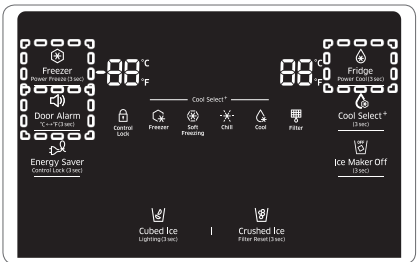 Freezer
Power Freeze (3 sec)
-88 °C °F
88 °C °F
Fridge
Power Cool (3 sec)
Door Alarm
°C ↔ °F (3 sec)
Cool Select+
Control Lock
Freezer
Soft Freezing
Chill
Cool
Filter
Cool Select+
(3 sec)
Energy Saver
Control Lock (3 sec)
OFF
Ice Maker Off
(3 sec)
Cubed Ice
Lighting (3 sec)
Crushed Ice
Filter Reset (3 sec)